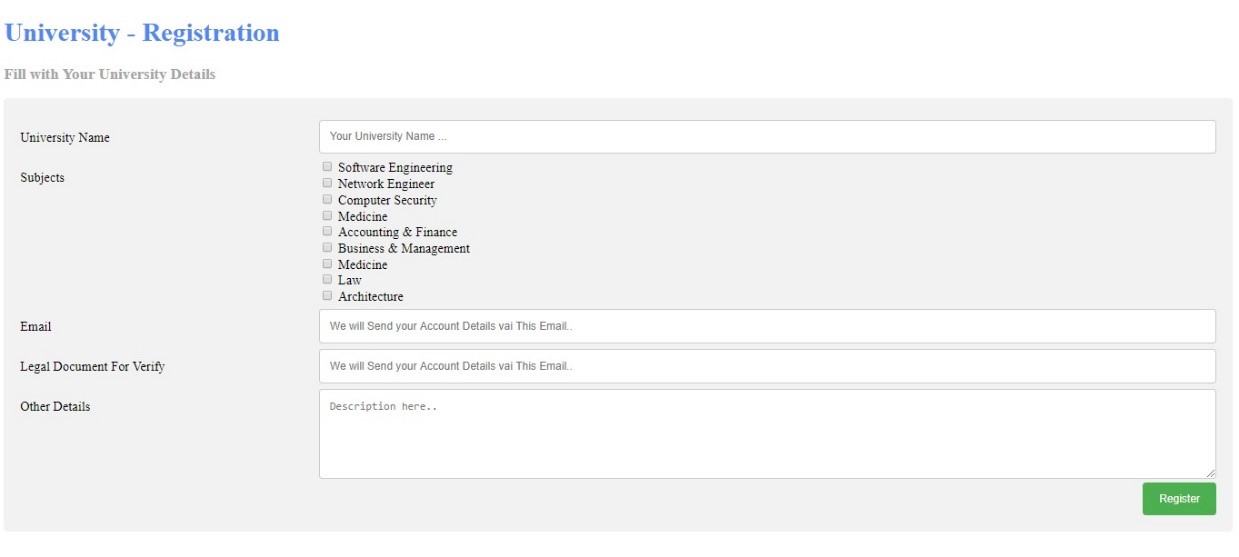 University - Registration
Fill with Your University Details
University Name
Your University Name ...
Subjects
Software Engineering
Network Engineer
Computer Security
Medicine
Accounting & Finance
Business & Management
Medicine
Law
Architecture
Email
We will Send your Account Details vai This Email..
Legal Document For Verify
We will Send your Account Details vai This Email..
Other Details
Description here..
Register